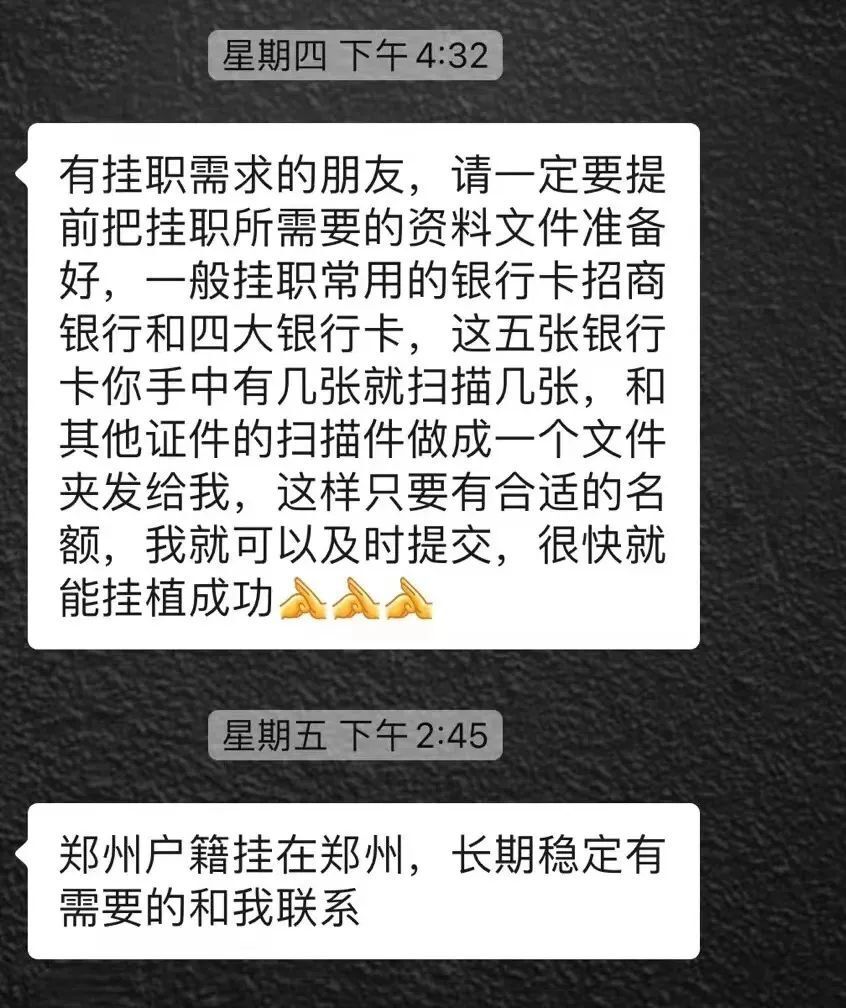 星期四 下午4:32
有挂职需求的朋友，请一定要提
前把挂职所需要的资料文件准备
好，一般挂职常用的银行卡招商
银行和四大银行卡，这五张银行
卡你手中有几张就扫描几张，和
其他证件的扫描件做成一个文件
夹发给我，这样只要有合适的名
额，我就可以及时提交，很快就
能挂植成功
星期五 下午2:45
郑州户籍挂在郑州，长期稳定有
需要的和我联系